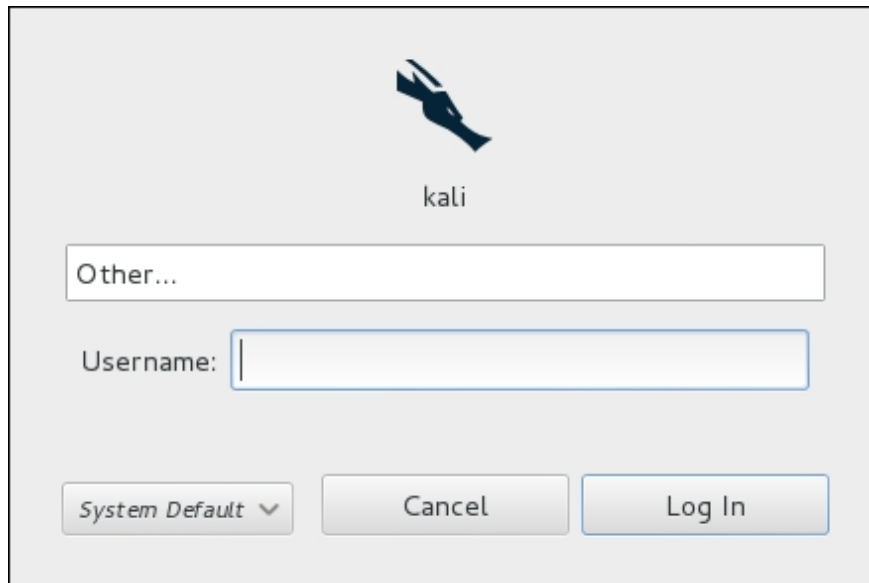 kali
Other...
Username:
System Default
Cancel
Log In